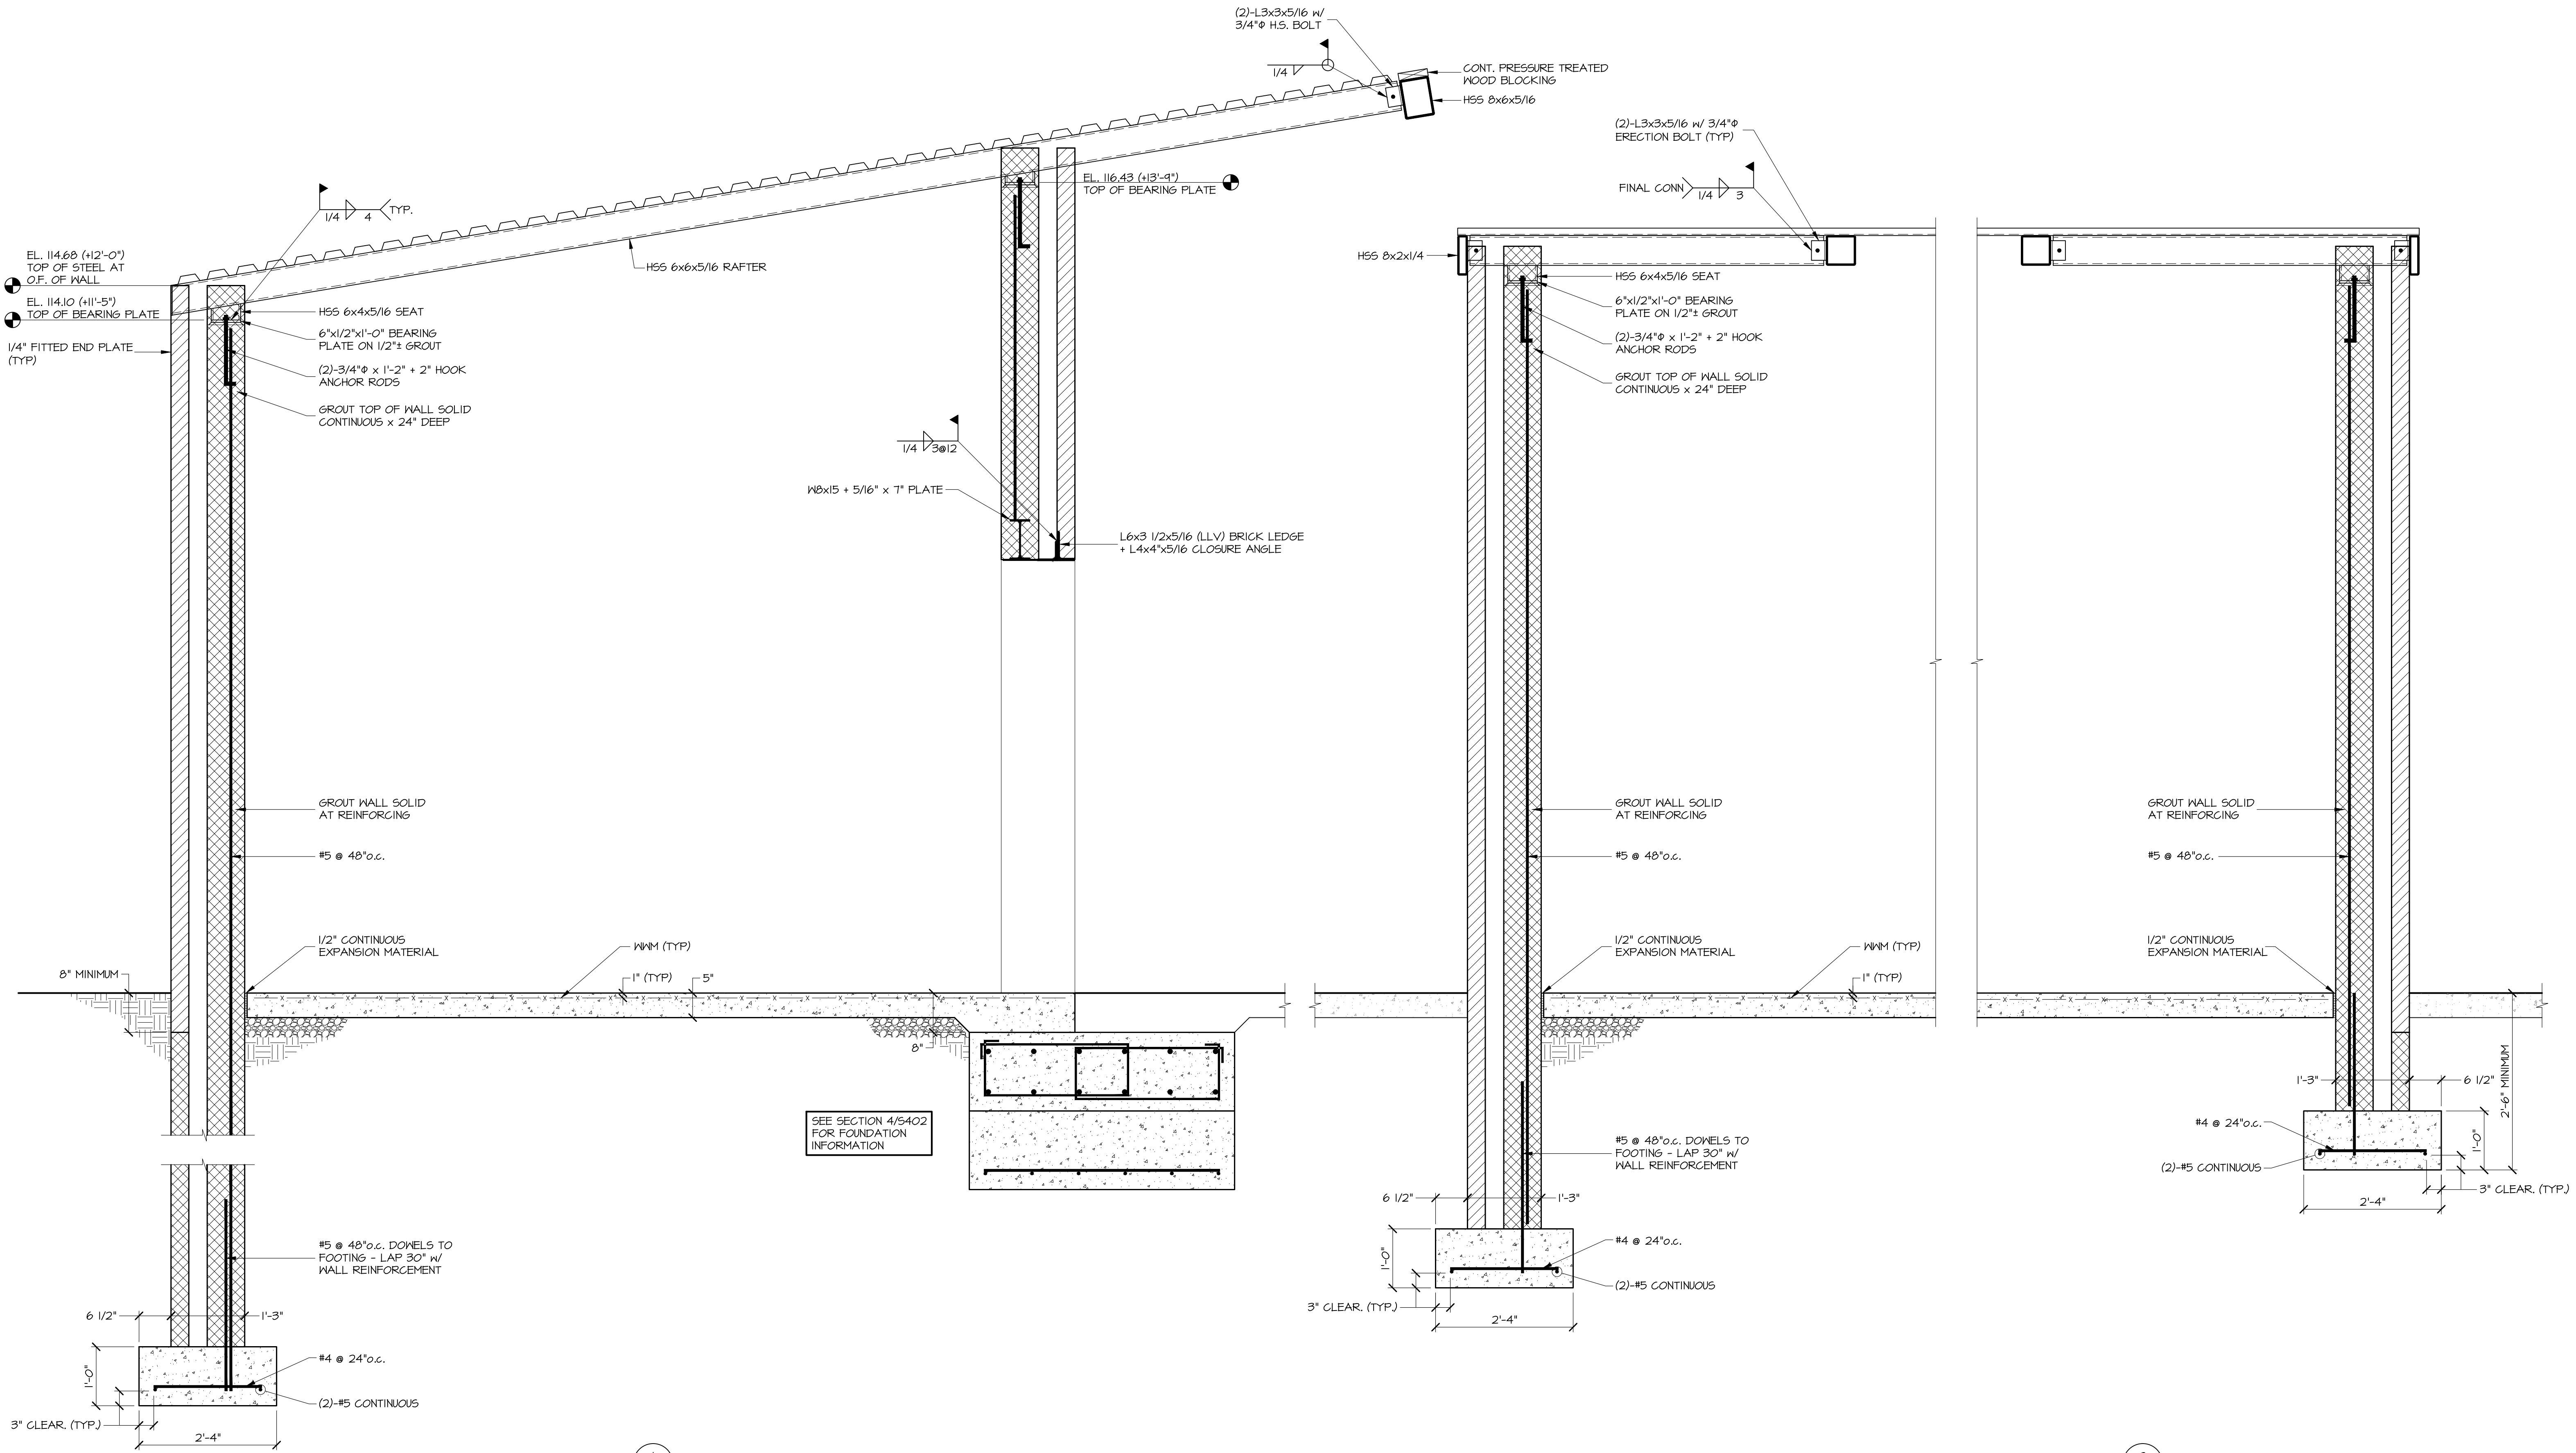 (2)-L3x3x5/16 w/
3/4"Φ H.S. BOLT
1/4
CONT. PRESSURE TREATED
WOOD BLOCKING
HSS 8x6x5/16
1/4
4
TYP.
EL. 114.68 (+12'-0")
TOP OF STEEL AT
O.F. OF WALL
EL. 114.10 (+11'-5")
TOP OF BEARING PLATE
1/4" FITTED END PLATE
(TYP)
HSS 6x6x5/16 RAFTER
HSS 6x4x5/16 SEAT
6"x1/2"x1'-0" BEARING
PLATE ON 1/2"± GROUT
(2)-3/4"Φ x 1'-2" + 2" HOOK
ANCHOR RODS
GROUT TOP OF WALL SOLID
CONTINUOUS x 24" DEEP
EL. 116.43 (+13'-9")
TOP OF BEARING PLATE
1/4
3@12
W8x15 + 5/16" x 7" PLATE
L6x3 1/2x5/16 (LLV) BRICK LEDGE
+ L4x4"x5/16 CLOSURE ANGLE
GROUT WALL SOLID
AT REINFORCING
#5 @ 48"o.c.
1/2" CONTINUOUS
EXPANSION MATERIAL
WWM (TYP)
8" MINIMUM
1" (TYP)
5"
8"
SEE SECTION 4/S402
FOR FOUNDATION
INFORMATION
#5 @ 48"o.c. DOWELS TO
FOOTING - LAP 30" w/
WALL REINFORCEMENT
6 1/2"
1'-3"
1'-0"
#4 @ 24"o.c.
(2)-#5 CONTINUOUS
3" CLEAR. (TYP.)
2'-4"
(2)-L3x3x5/16 w/ 3/4"Φ
ERECTION BOLT (TYP)
FINAL CONN
1/4
3
HSS 8x2x1/4
HSS 6x4x5/16 SEAT
6"x1/2"x1'-0" BEARING
PLATE ON 1/2"± GROUT
(2)-3/4"Φ x 1'-2" + 2" HOOK
ANCHOR RODS
GROUT TOP OF WALL SOLID
CONTINUOUS x 24" DEEP
GROUT WALL SOLID
AT REINFORCING
#5 @ 48"o.c.
1/2" CONTINUOUS
EXPANSION MATERIAL
WWM (TYP)
1" (TYP)
#5 @ 48"o.c. DOWELS TO
FOOTING - LAP 30" w/
WALL REINFORCEMENT
6 1/2"
1'-3"
1'-0"
#4 @ 24"o.c.
(2)-#5 CONTINUOUS
3" CLEAR. (TYP.)
2'-4"
GROUT WALL SOLID
AT REINFORCING
#5 @ 48"o.c.
1/2" CONTINUOUS
EXPANSION MATERIAL
1'-3"
6 1/2"
2'-6" MINIMUM
#4 @ 24"o.c.
1'-0"
(2)-#5 CONTINUOUS
3" CLEAR. (TYP.)
2'-4"